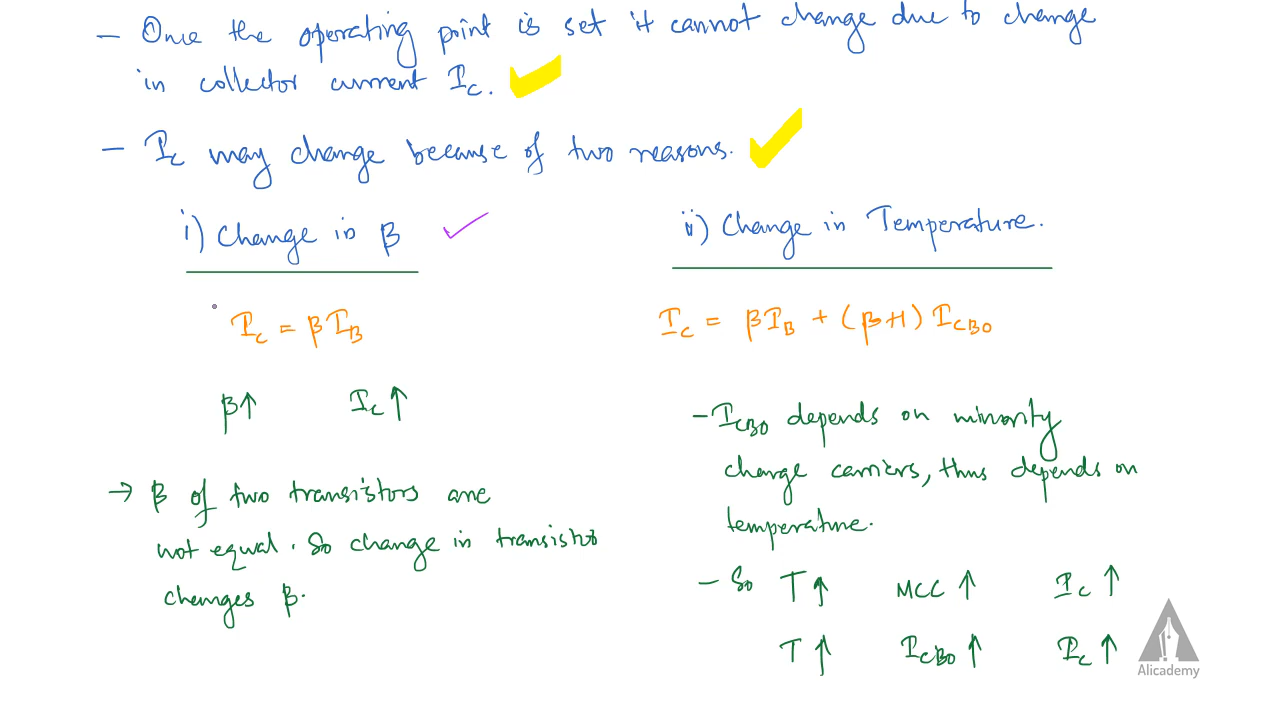 - Once the operating point is set it cannot change due to change
in collector current Ic.
- Ic may change because of two reasons.
i) Change in β
ii) Change in Temperature.
Ic = βIB
Ic = βIB + (β+1) ICBO
β↑ Ic↑
→ β of two transistors are
not equal. So change in transistor
changes β.
- ICBO depends on minority
charge carriers, thus depends on
temperature.
- So T↑ MCC↑ Ic↑
T↑ ICBO↑ Ic↑
Alicademy